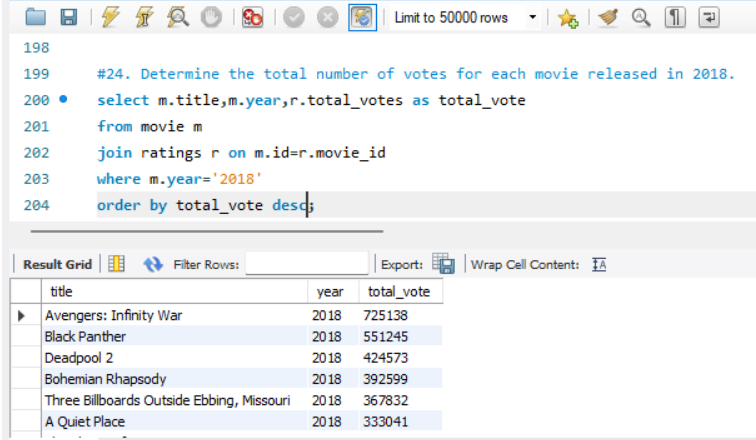 Limit to 50000 rows
198
199 #24. Determine the total number of votes for each movie released in 2018.
200 select m.title,m.year,r.total_votes as total_vote
201 from movie m
202 join ratings r on m.id=r.movie_id
203 where m.year='2018'
204 order by total_vote desc;
Result Grid Filter Rows: Export: Wrap Cell Content: IA
title year total_vote
Avengers: Infinity War 2018 725138
Black Panther 2018 551245
Deadpool 2 2018 424573
Bohemian Rhapsody 2018 392599
Three Billboards Outside Ebbing, Missouri 2018 367832
A Quiet Place 2018 333041